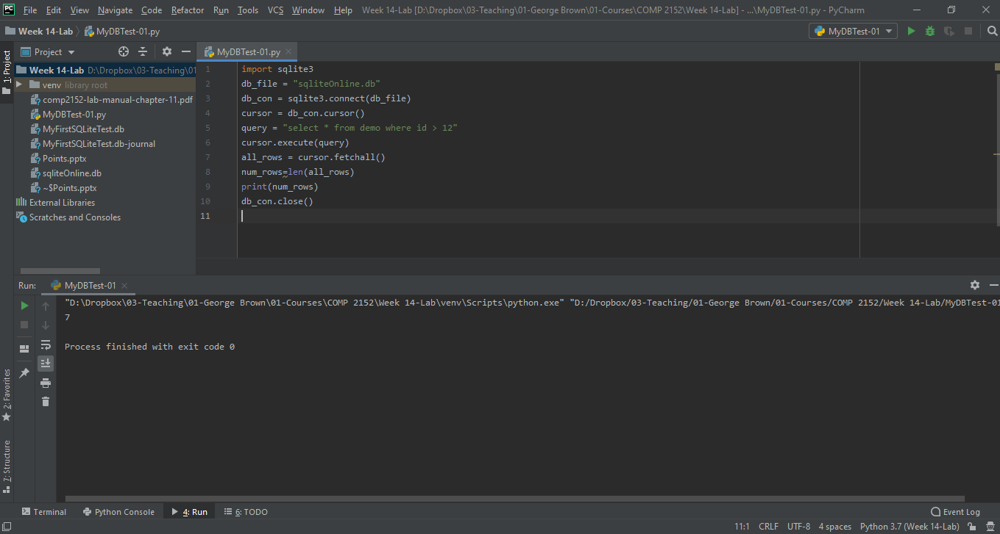 PC File Edit View Navigate Code Refactor Run Tools VCS Window Help Week 14-Lab [D:\Dropbox\03-Teaching\01-George Brown\01-Courses\COMP 2152\Week 14-Lab] - ...\MyDBTest-01.py - PyCharm
Week 14-Lab MyDBTest-01.py MyDBTest-01
1: Project
Project
Week 14-Lab D:\Dropbox\03-Teaching\01
venv library root
comp2152-lab-manual-chapter-11.pdf
MyDBTest-01.py
MyFirstSQLiteTest.db
MyFirstSQLiteTest.db-journal
Points.pptx
sqliteOnline.db
~$Points.pptx
External Libraries
Scratches and Consoles
MyDBTest-01.py
1 import sqlite3
2 db_file = "sqliteOnline.db"
3 db_con = sqlite3.connect(db_file)
4 cursor = db_con.cursor()
5 query = "select * from demo where id > 12"
6 cursor.execute(query)
7 all_rows = cursor.fetchall()
8 num_rows=len(all_rows)
9 print(num_rows)
10 db_con.close()
11
Run: MyDBTest-01
"D:\Dropbox\03-Teaching\01-George Brown\01-Courses\COMP 2152\Week 14-Lab\venv\Scripts\python.exe" "D:/Dropbox/03-Teaching/01-George Brown/01-Courses/COMP 2152/Week 14-Lab/MyDBTest-01
7
Process finished with exit code 0
2: Favorites
7: Structure
Terminal Python Console 4: Run 6: TODO Event Log
11:1 CRLF UTF-8 4 spaces Python 3.7 (Week 14-Lab)